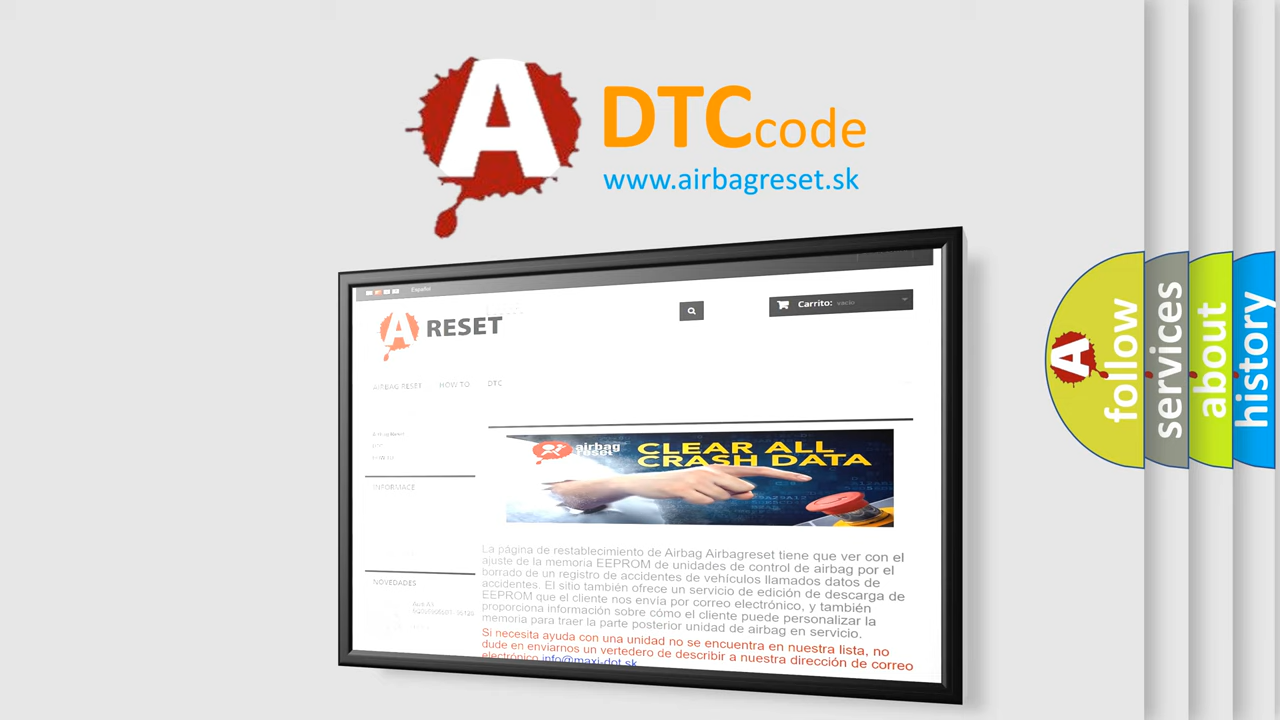 A
DTCcode
www.airbagreset.sk
Español
A RESET
Carrito: vacío
AIRBAG RESET HOW TO DTC
HOW TO
INFORMACE
airbag
reset
CLEAR ALL
CRASH DATA
La página de restablecimiento de Airbag Airbagreset tiene que ver con el
ajuste de la memoria EEPROM de unidades de control de airbag por el
borrado de un registro de accidentes de vehículos llamados datos de
accidentes. El sitio también ofrece un servicio de edición de descarga de
EEPROM que el cliente nos envía por correo electrónico, y también
proporciona información sobre cómo el cliente puede personalizar la
memoria para traer la parte posterior unidad de airbag en servicio.
Si necesita ayuda con una unidad no se encuentra en nuestra lista, no
dude en enviarnos un vertedero de describir a nuestra dirección de correo
electrónico info@maxi-dot.sk
NOVEDADES
A
follow
services
about
history